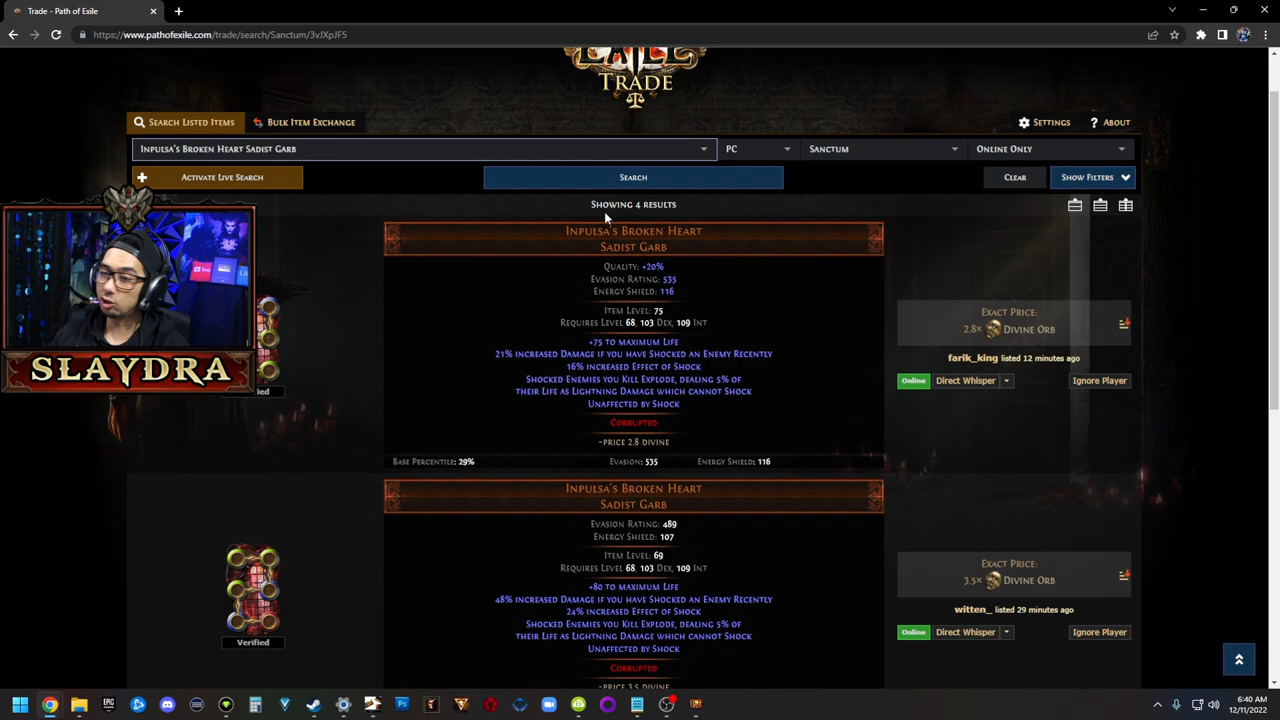 Trade - Path of Exile
https://www.pathofexile.com/trade/search/Sanctum/3vJXpJF5
TRADE
SEARCH LISTED ITEMS
BULK ITEM EXCHANGE
SETTINGS
? ABOUT
INPULSA'S BROKEN HEART SADIST GARB
PC
SANCTUM
ONLINE ONLY
+ ACTIVATE LIVE SEARCH
SEARCH
CLEAR
SHOW FILTERS
SHOWING 4 RESULTS
INPULSA'S BROKEN HEART
SADIST GARB
QUALITY: +20%
EVASION RATING: 535
ENERGY SHIELD: 116
ITEM LEVEL: 75
REQUIRES LEVEL 68, 103 DEX, 109 INT
+75 TO MAXIMUM LIFE
21% INCREASED DAMAGE IF YOU HAVE SHOCKED AN ENEMY RECENTLY
16% INCREASED EFFECT OF SHOCK
SHOCKED ENEMIES YOU KILL EXPLODE, DEALING 5% OF
THEIR LIFE AS LIGHTNING DAMAGE WHICH CANNOT SHOCK
UNAFFECTED BY SHOCK
CORRUPTED
~PRICE 2.8 DIVINE
BASE PERCENTILE: 29%
EVASION: 535
ENERGY SHIELD: 116
EXACT PRICE:
2.8× DIVINE ORB
farik_king listed 12 minutes ago
Online
Direct Whisper
Ignore Player
SLAYDRA
INPULSA'S BROKEN HEART
SADIST GARB
EVASION RATING: 489
ENERGY SHIELD: 107
ITEM LEVEL: 69
REQUIRES LEVEL 68, 103 DEX, 109 INT
+80 TO MAXIMUM LIFE
48% INCREASED DAMAGE IF YOU HAVE SHOCKED AN ENEMY RECENTLY
24% INCREASED EFFECT OF SHOCK
SHOCKED ENEMIES YOU KILL EXPLODE, DEALING 5% OF
THEIR LIFE AS LIGHTNING DAMAGE WHICH CANNOT SHOCK
UNAFFECTED BY SHOCK
CORRUPTED
~PRICE 3.5 DIVINE
Verified
EXACT PRICE:
3.5× DIVINE ORB
witten_ listed 29 minutes ago
Online
Direct Whisper
Ignore Player
6:40 AM
12/11/2022